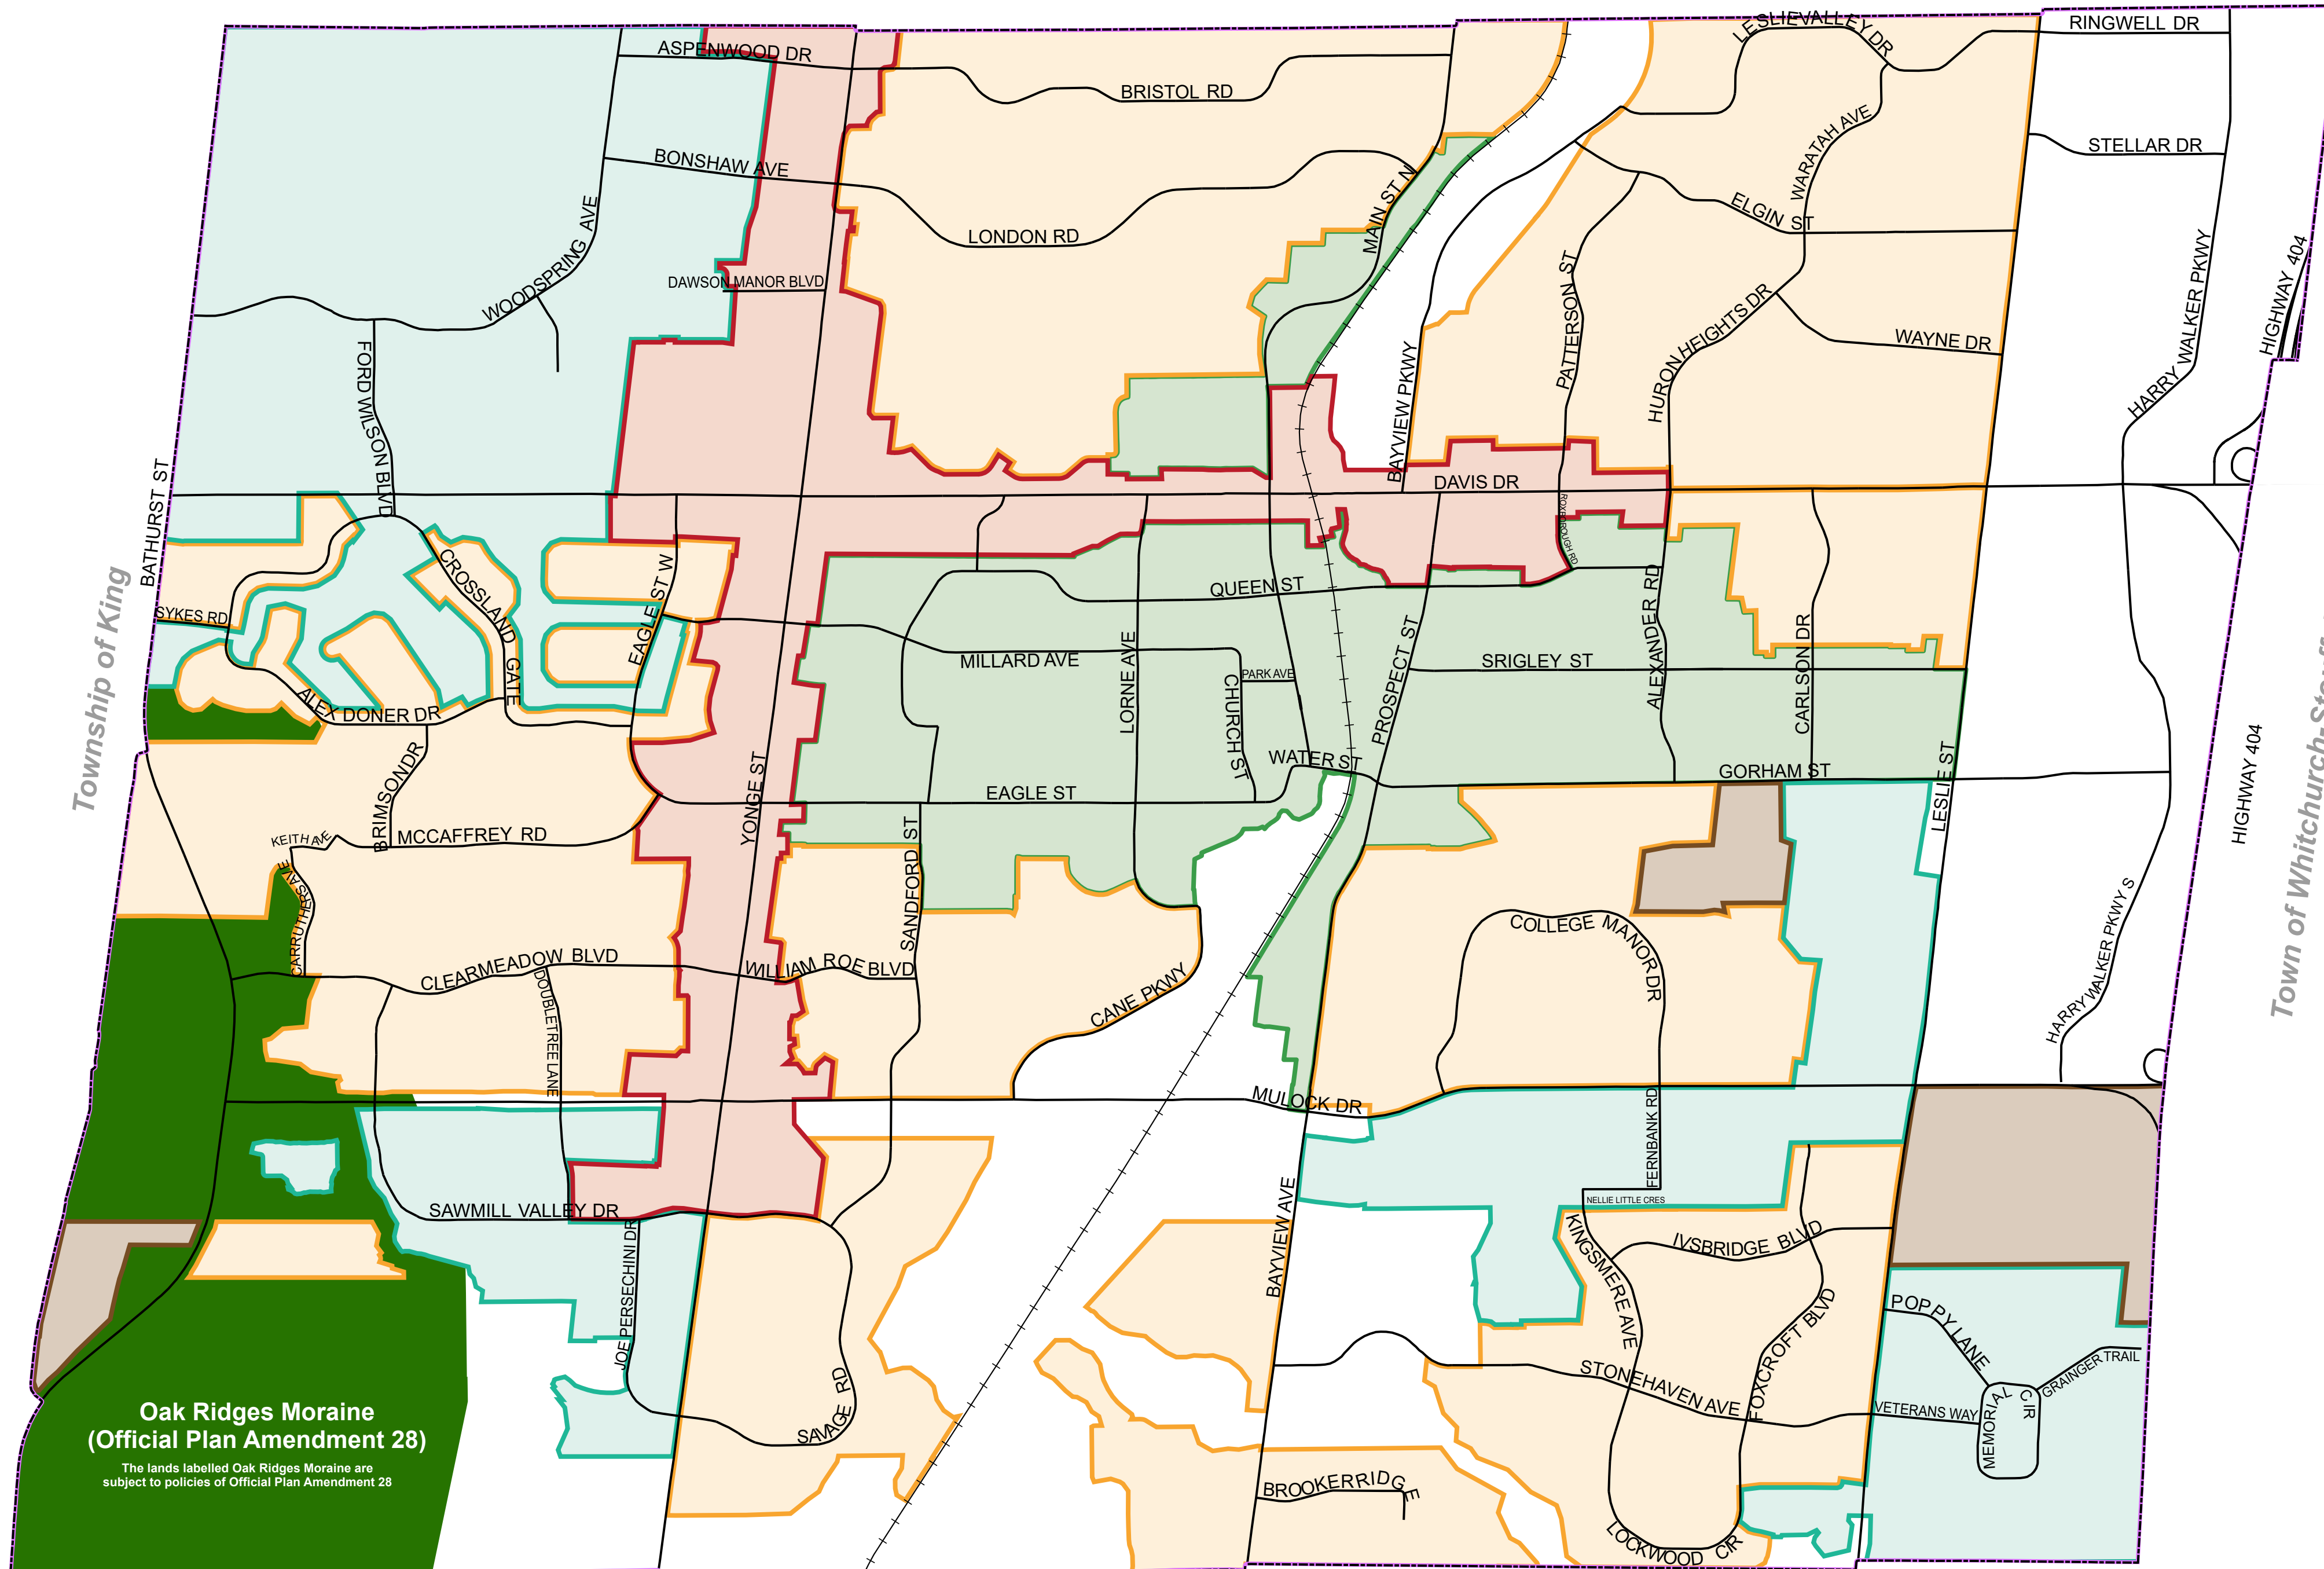 ASPENWOOD DR
LESLIEVALLEY DR
RINGWELL DR
BRISTOL RD
STELLAR DR
BONSHAW AVE
WARATAH AVE
MAIN ST N
ELGIN ST
LONDON RD
WOODSPRING AVE
DAWSON MANOR BLVD
PATTERSON ST
HURON HEIGHTS DR
WAYNE DR
HARRY WALKER PKWY
HIGHWAY 404
FORD WILSON BLVD
BAYVIEW PKWY
BATHURST ST
DAVIS DR
ROXBOROUGH RD
Township of King
CROSSLAND GATE
EAGLE ST W
QUEEN ST
SYKES RD
ALEXANDER RD
MILLARD AVE
LORNE AVE
PARK AVE
CHURCH ST
PROSPECT ST
SRIGLEY ST
CARLSON DR
ALEX DONER DR
BRIMSON DR
YONGE ST
WATER ST
GORHAM ST
LESLIE ST
HIGHWAY 404
EAGLE ST
KEITH AVE
MCCAFFREY RD
SANDFORD ST
CARRUTHERS AVE
COLLEGE MANOR DR
HARRY WALKER PKWY S
CLEARMEADOW BLVD
WILLIAM ROE BLVD
DOUBLETREE LANE
CANE PKWY
MULOCK DR
FERNBANK RD
NELLIE LITTLE CRES
SAWMILL VALLEY DR
BAYVIEW AVE
KINGSMERE AVE
IVSBRIDGE BLVD
JOE PERSECHINI DR
FOXCROFT BLVD
POPPY LANE
GRAINGER TRAIL
STONEHAVEN AVE
VETERANS WAY
MEMORIAL CIR
SAVAGE RD
BROOKERRIDGE
LOCKWOOD CIR
Oak Ridges Moraine
(Official Plan Amendment 28)
The lands labelled Oak Ridges Moraine are
subject to policies of Official Plan Amendment 28
Town of Whitchurch-